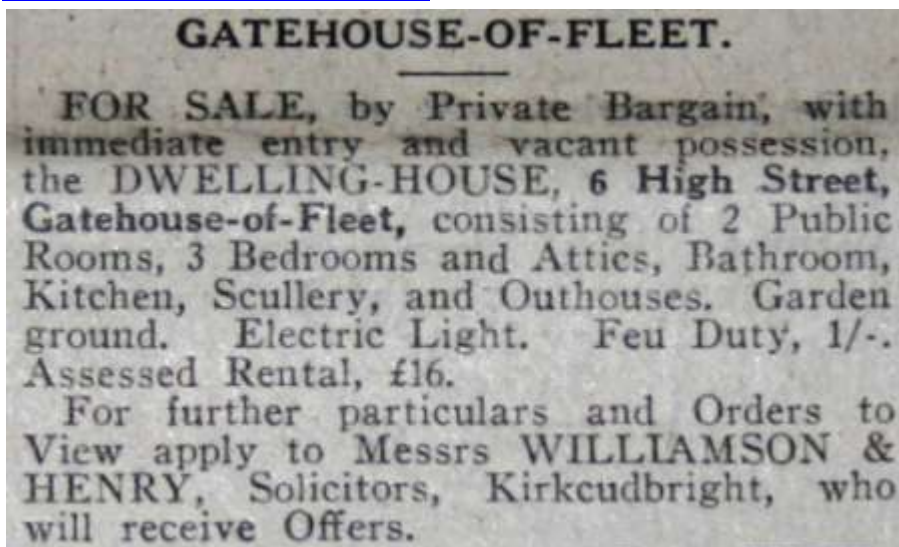 GATEHOUSE-OF-FLEET.
FOR SALE, by Private Bargain, with
immediate entry and vacant possession,
the DWELLING-HOUSE, 6 High Street,
Gatehouse-of-Fleet, consisting of 2 Public
Rooms, 3 Bedrooms and Attics, Bathroom,
Kitchen, Scullery, and Outhouses. Garden
ground. Electric Light. Feu Duty, 1/-.
Assessed Rental, £16.
For further particulars and Orders to
View apply to Messrs WILLIAMSON &
HENRY, Solicitors, Kirkcudbright, who
will receive Offers.